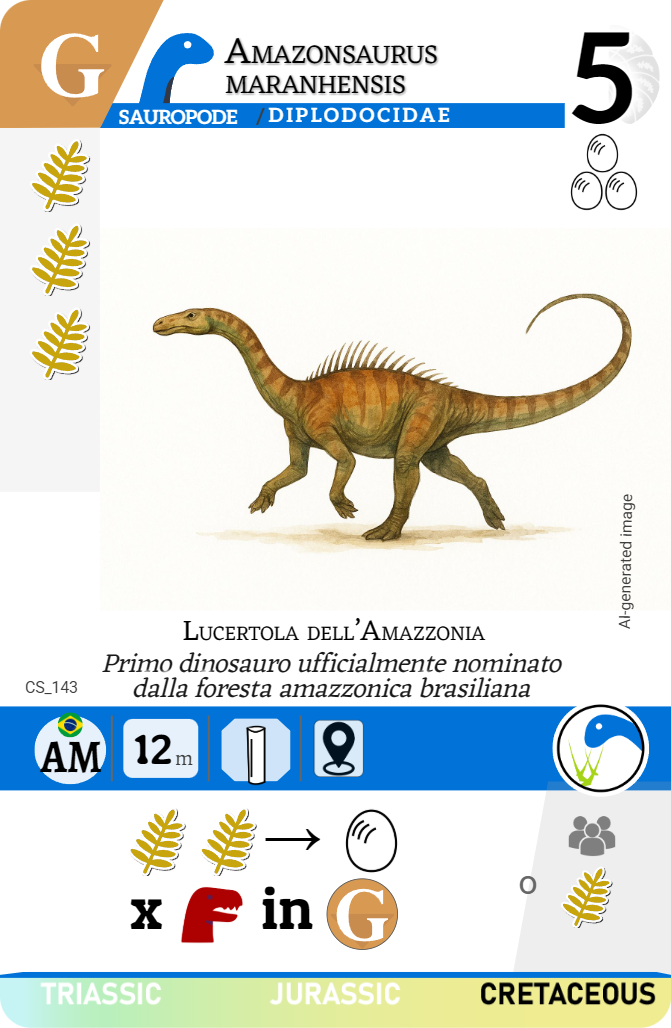 G
AMAZONSAURUS
MARANHENSIS
5
SAUROPODE / DIPLODOCIDAE
AI-generated image
LUCERTOLA DELL'AMAZZONIA
Primo dinosauro ufficialmente nominato
dalla foresta amazzonica brasiliana
CS_143
AM
12 m
x in G
O
TRIASSIC JURASSIC CRETACEOUS